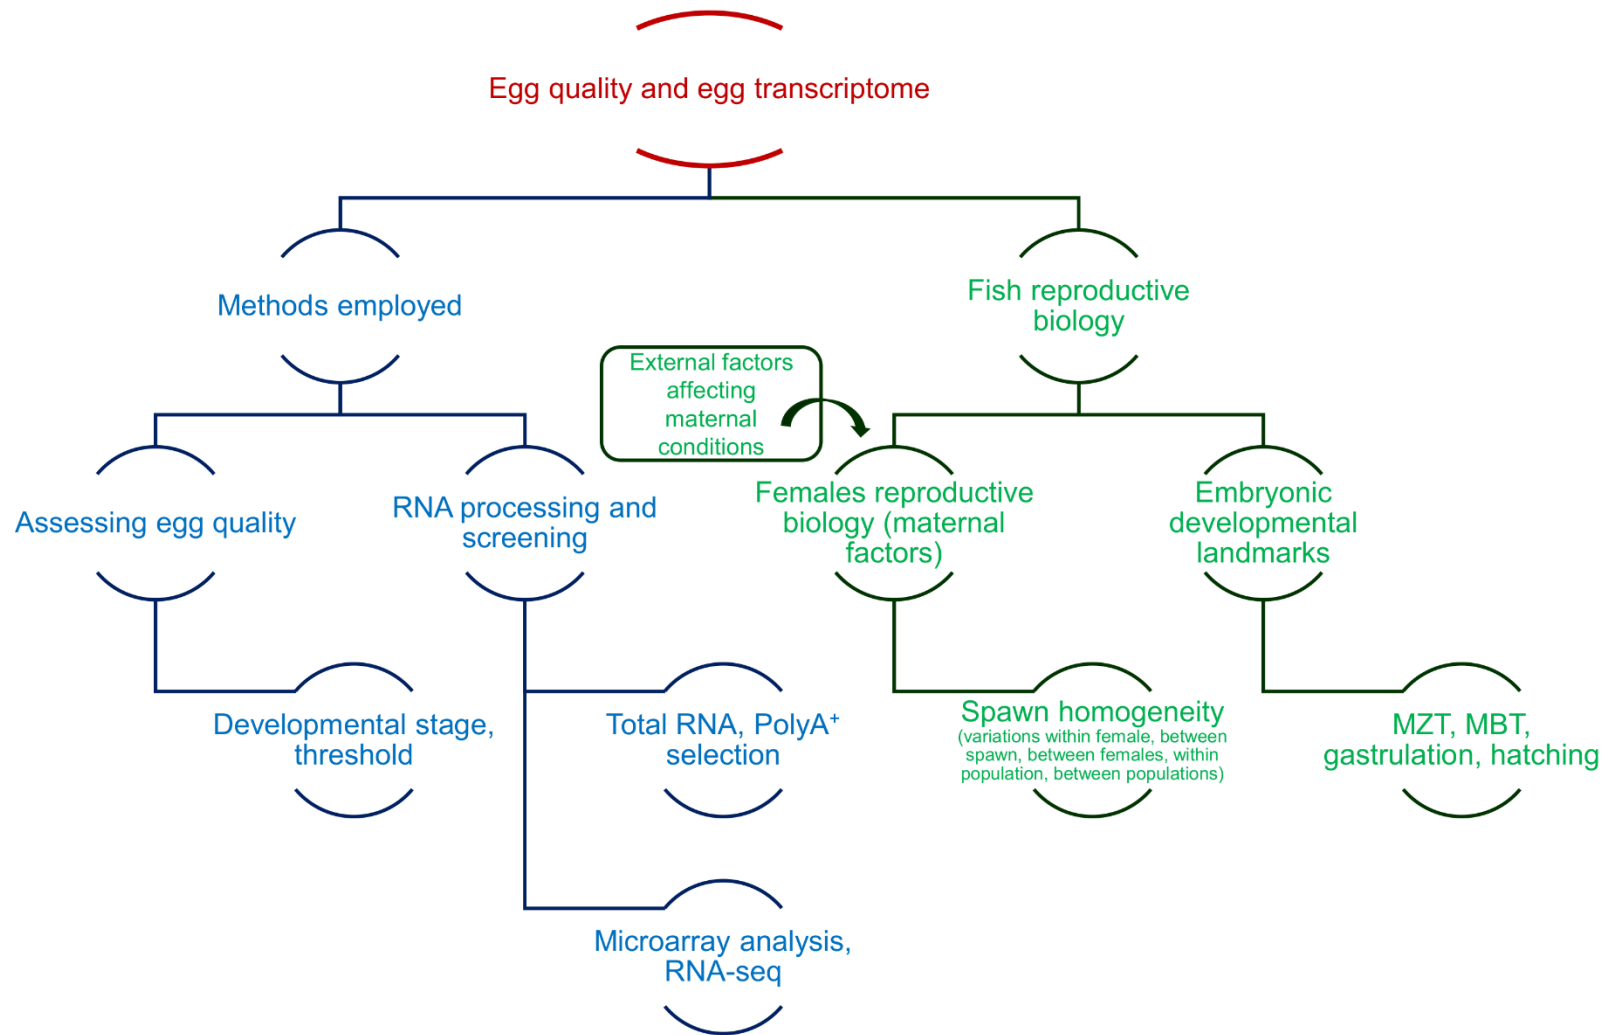 Egg quality and egg transcriptome
Methods employed
Fish reproductive
biology
External factors
affecting
maternal
conditions
Assessing egg quality
RNA processing and
screening
Females reproductive
biology (maternal
factors)
Embryonic
developmental
landmarks
Developmental stage,
threshold
Total RNA, PolyA⁺
selection
Spawn homogeneity
(variations within female, between
spawn, between females, within
population, between populations)
MZT, MBT,
gastrulation, hatching
Microarray analysis,
RNA-seq